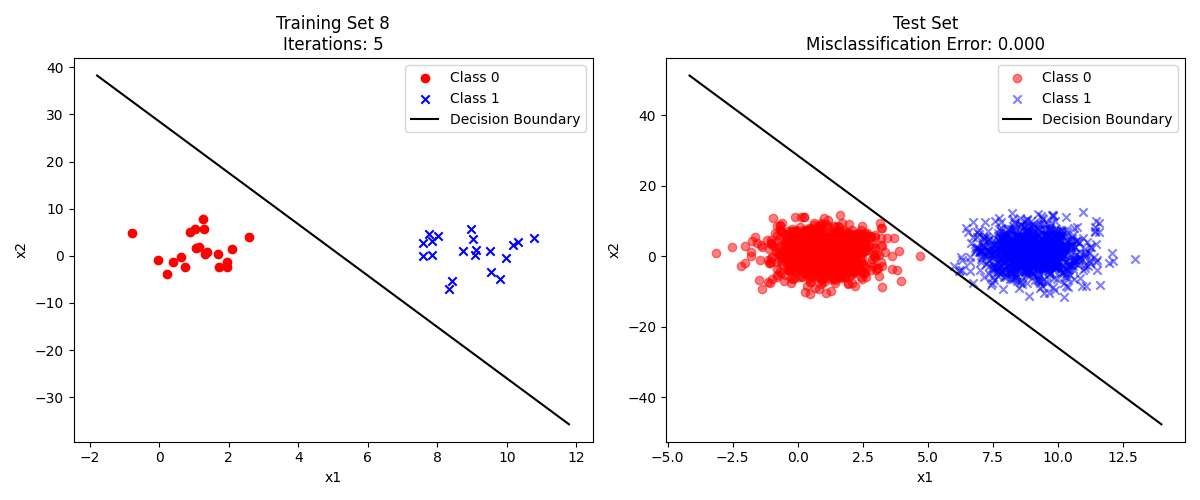 Training Set 8
Iterations: 5
Class 0
Class 1
Decision Boundary
40
30
20
10
0
−10
−20
−30
x2
−2
0
2
4
6
8
10
12
x1
Test Set
Misclassification Error: 0.000
Class 0
Class 1
Decision Boundary
40
20
0
−20
−40
x2
−5.0
−2.5
0.0
2.5
5.0
7.5
10.0
12.5
x1